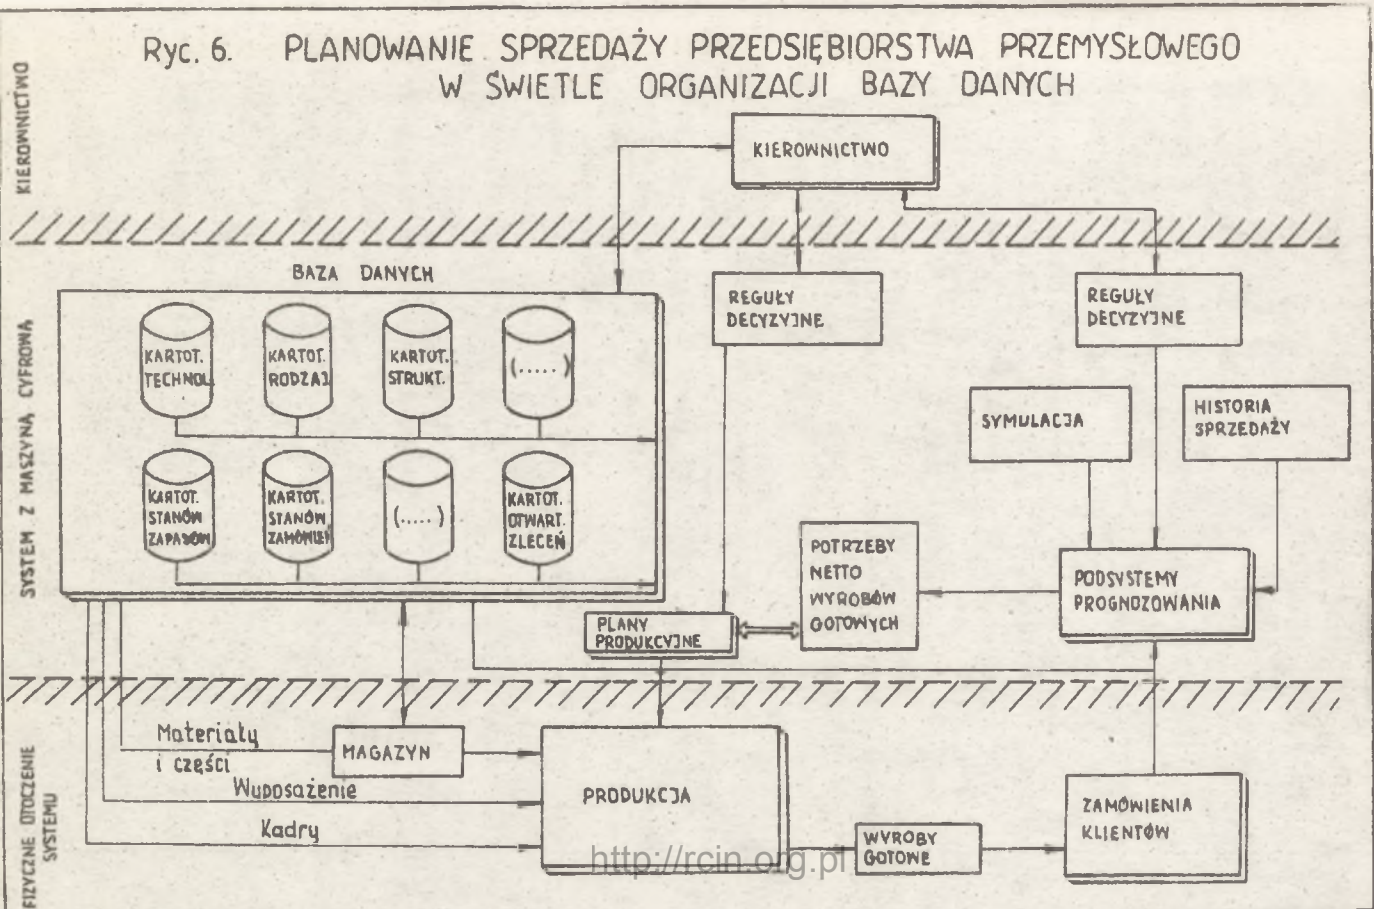 Ryc. 6. PLANOWANIE SPRZEDAŻY PRZEDSIĘBIORSTWA PRZEMYSŁOWEGO
W ŚWIETLE ORGANIZACJI BAZY DANYCH
KIEROWNICTWO
KIEROWNICTWO
SYSTEM Z MASZYNĄ CYFROWĄ
BAZA DANYCH
KARTOT.
TECHNOL.
KARTOT.
RODZAJ
KARTOT.
STRUKT.
(.....)
KARTOT.
STANÓW
ZAPASÓW
KARTOT.
STANÓW
ZAMÓWIEŃ
(.....)
KARTOT.
OTWART.
ZLECEŃ
REGUŁY
DECYZYJNE
REGUŁY
DECYZYJNE
SYMULACJA
HISTORIA
SPRZEDAŻY
POTRZEBY
NETTO
WYROBÓW
GOTOWYCH
PODSYSTEMY
PROGNOZOWANIA
PLANY
PRODUKCYJNE
FIZYCZNE OTOCZENIE
SYSTEMU
Materiały
i części
MAGAZYN
Wyposażenie
Kadry
PRODUKCJA
WYROBY
GOTOWE
ZAMÓWIENIA
KLIENTÓW
http://rcin.org.pl